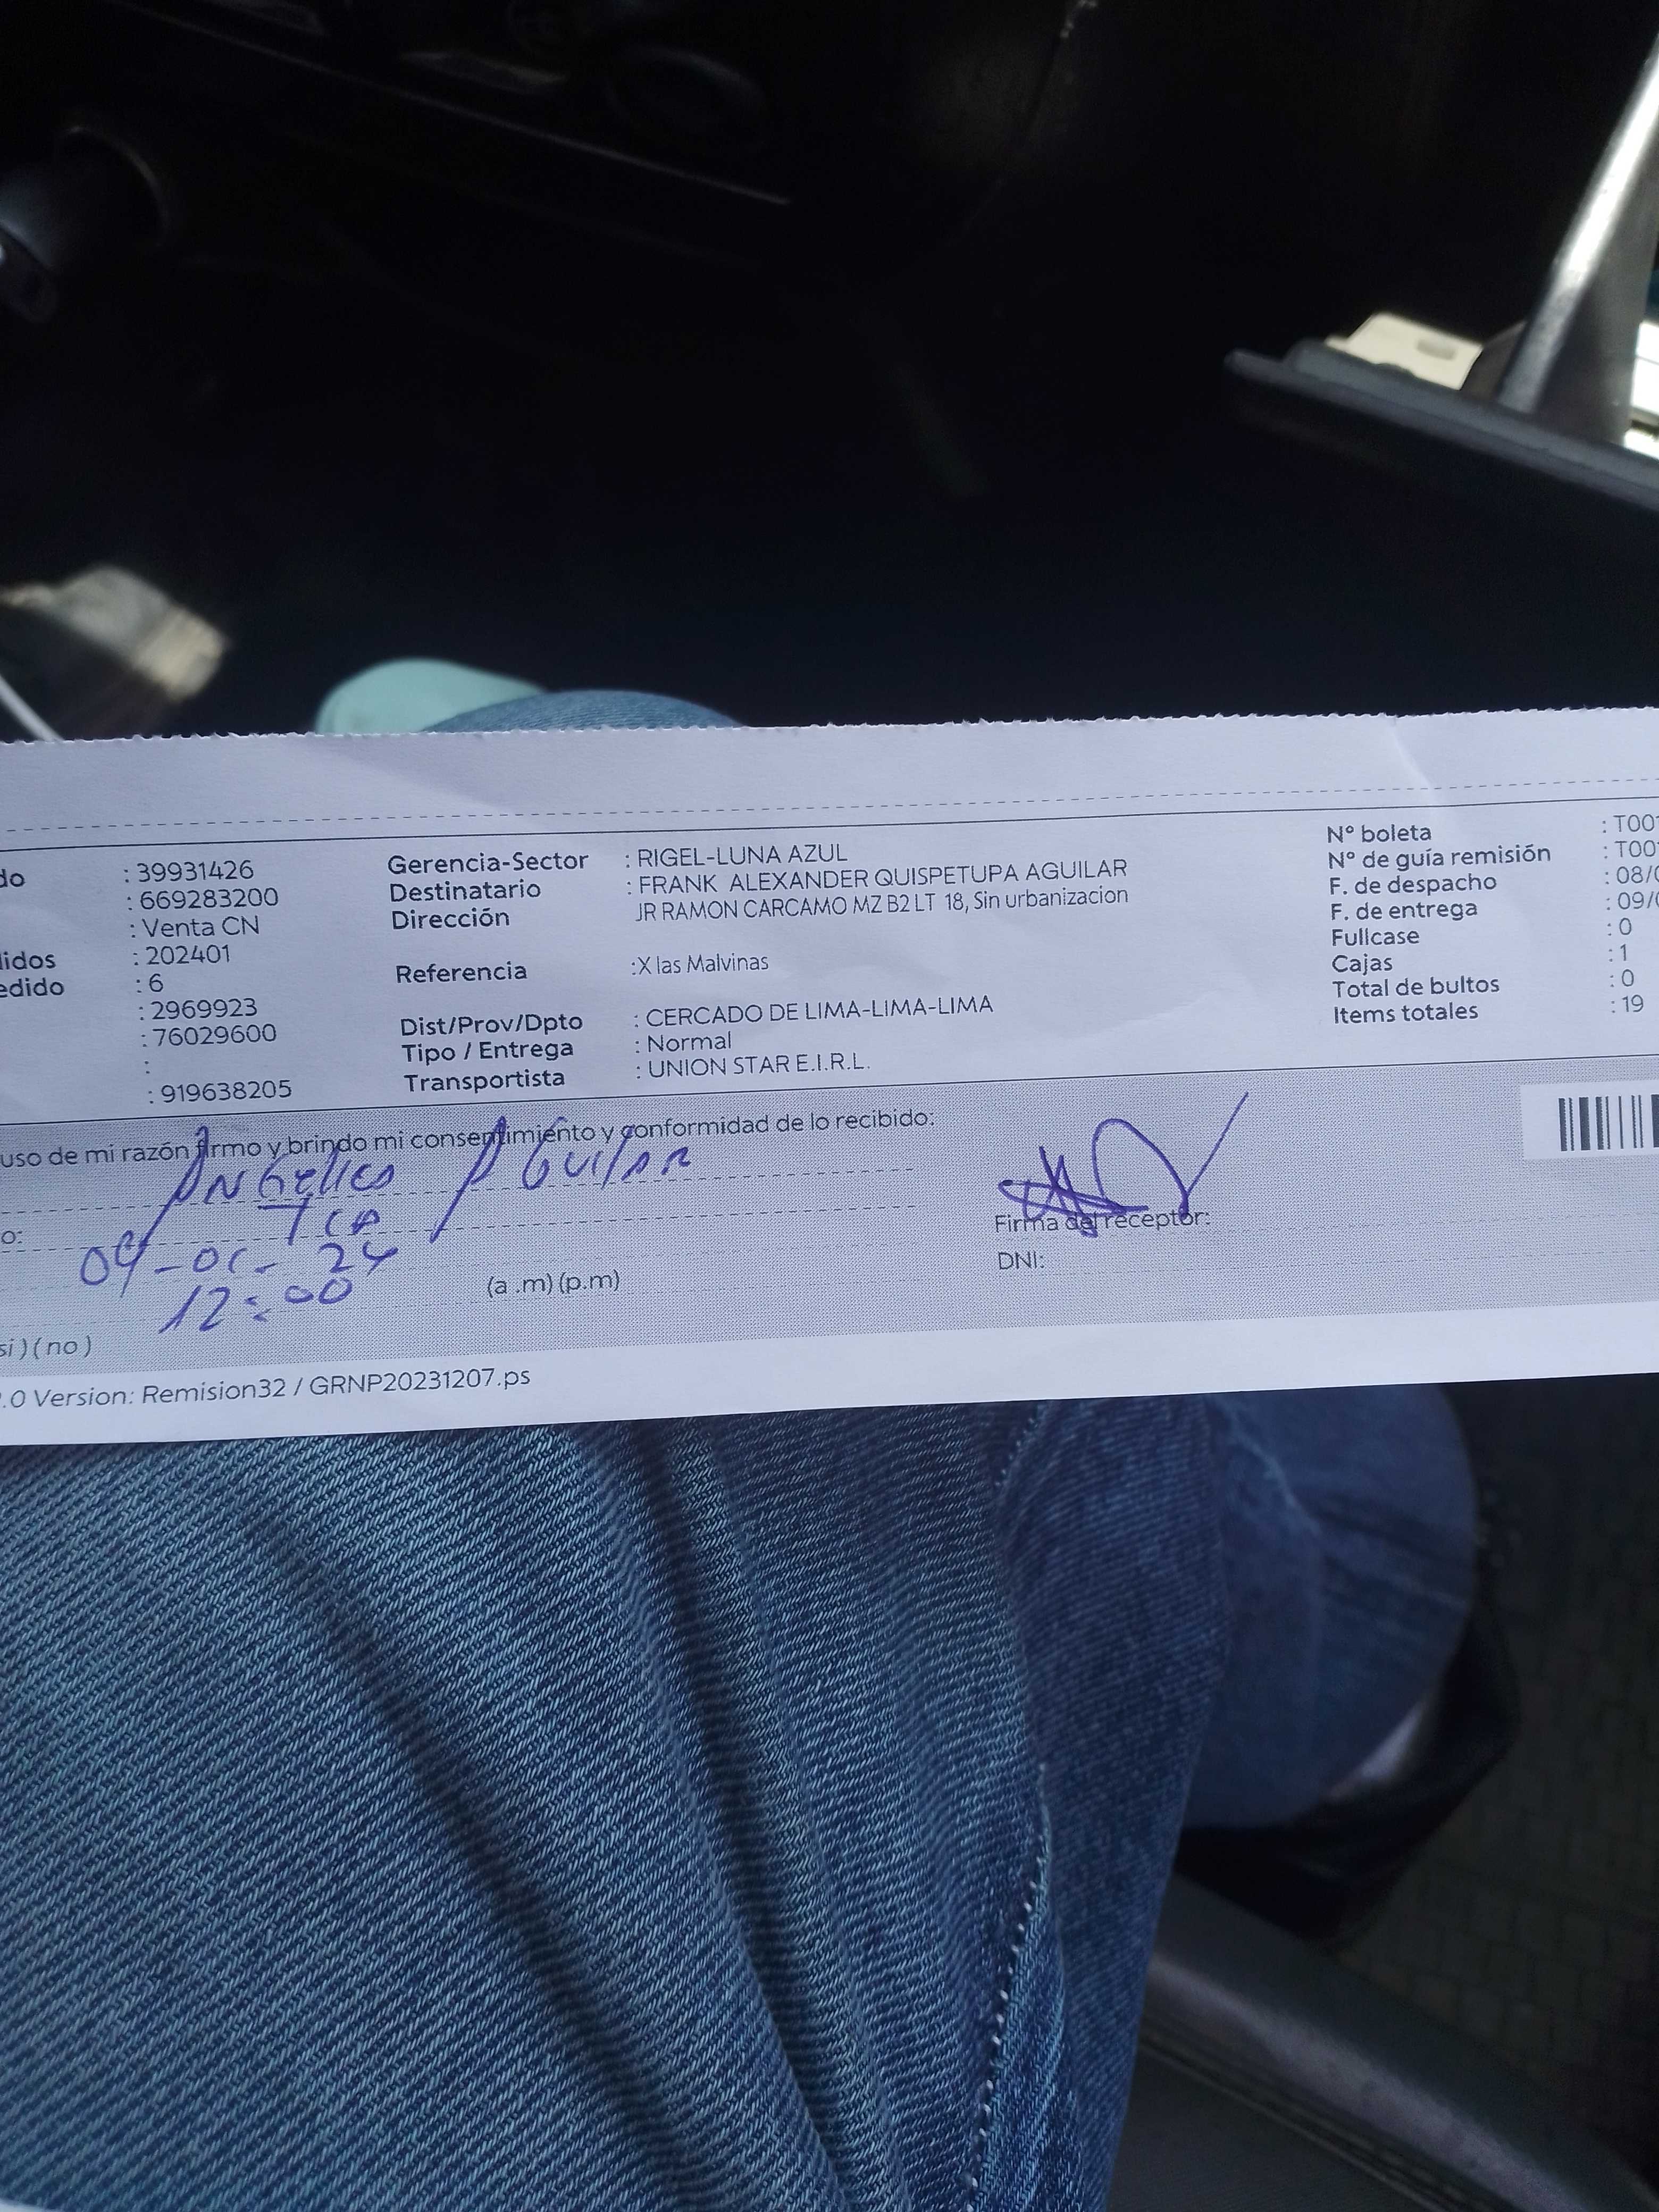 do : 39931426
: 669283200
: Venta CN
lidos : 202401
edido : 6
: 2969923
: 76029600
:
: 919638205
Gerencia-Sector : RIGEL-LUNA AZUL
Destinatario : FRANK ALEXANDER QUISPETUPA AGUILAR
Dirección JR RAMON CARCAMO MZ B2 LT 18, Sin urbanizacion
Referencia :X las Malvinas
Dist/Prov/Dpto : CERCADO DE LIMA-LIMA-LIMA
Tipo / Entrega : Normal
Transportista : UNION STAR E.I.R.L.
N° boleta : T001
N° de guía remisión : T001
F. de despacho : 08/0
F. de entrega : 09/0
Fullcase : 0
Cajas : 1
Total de bultos : 0
Items totales : 19
uso de mi razón firmo y brindo mi consentimiento y conformidad de lo recibido:
Aguilar
o:
24
12:00 (a .m) (p.m)
Firma del receptor:
DNI:
si ) ( no )
.0 Version: Remision32 / GRNP20231207.ps